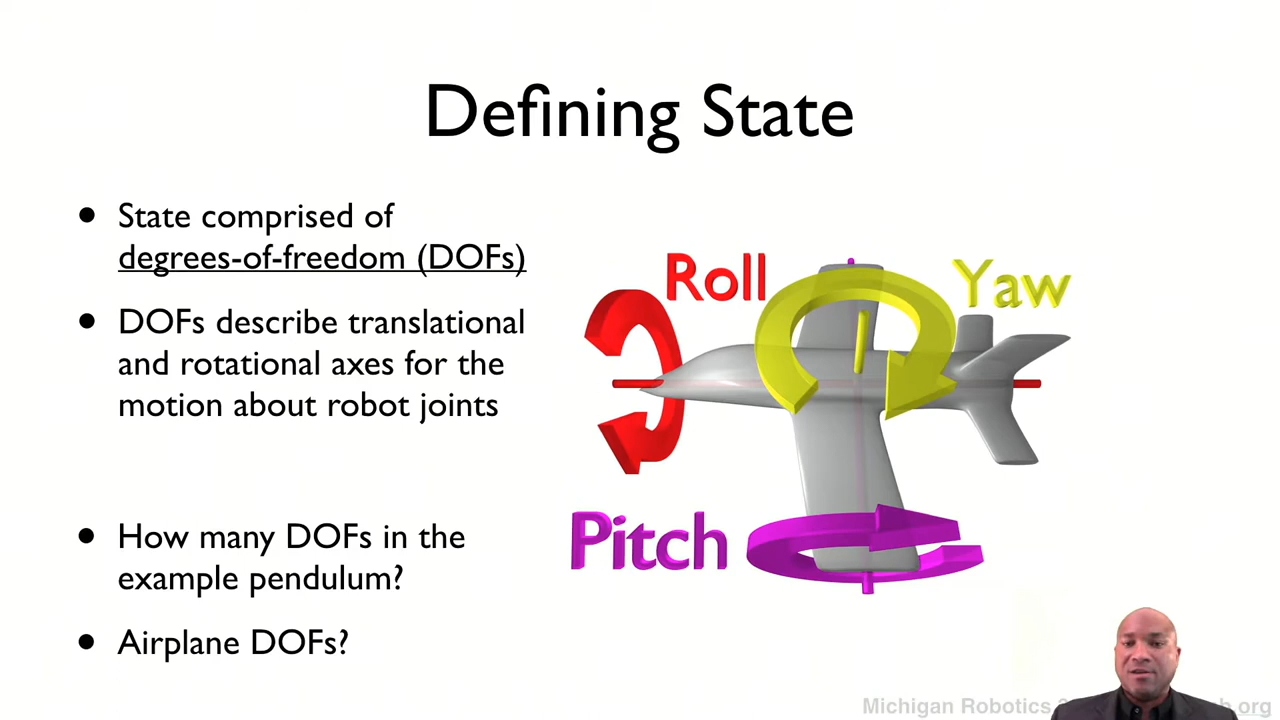 Defining State
• State comprised of
degrees-of-freedom (DOFs)
• DOFs describe translational
and rotational axes for the
motion about robot joints
• How many DOFs in the
example pendulum?
• Airplane DOFs?
Roll
Yaw
Pitch
Michigan Robotics